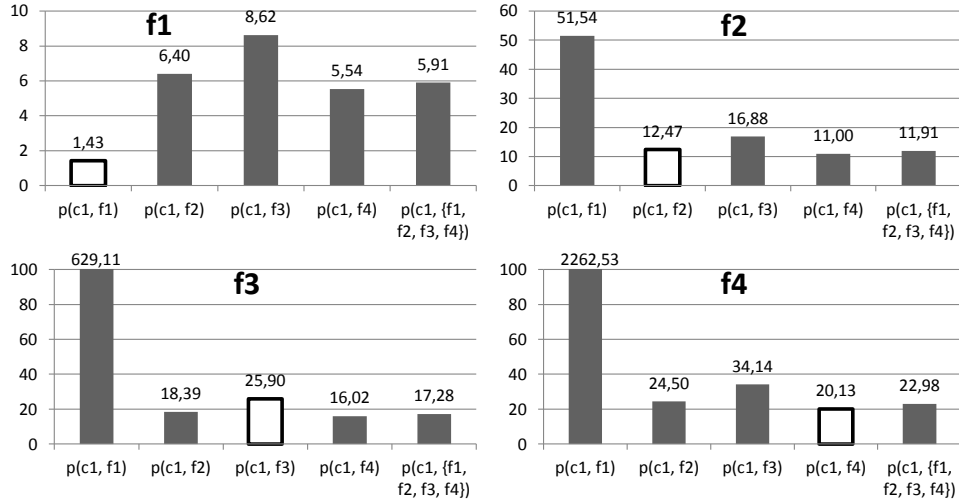 f1
10
8
6
4
2
0
1,43
6,40
8,62
5,54
5,91
p(c1, f1)
p(c1, f2)
p(c1, f3)
p(c1, f4)
p(c1, {f1,
f2, f3, f4})
f2
60
50
40
30
20
10
0
51,54
12,47
16,88
11,00
11,91
p(c1, f1)
p(c1, f2)
p(c1, f3)
p(c1, f4)
p(c1, {f1,
f2, f3, f4})
f3
100
80
60
40
20
0
629,11
18,39
25,90
16,02
17,28
p(c1, f1)
p(c1, f2)
p(c1, f3)
p(c1, f4)
p(c1, {f1,
f2, f3, f4})
f4
100
80
60
40
20
0
2262,53
24,50
34,14
20,13
22,98
p(c1, f1)
p(c1, f2)
p(c1, f3)
p(c1, f4)
p(c1, {f1,
f2, f3, f4})